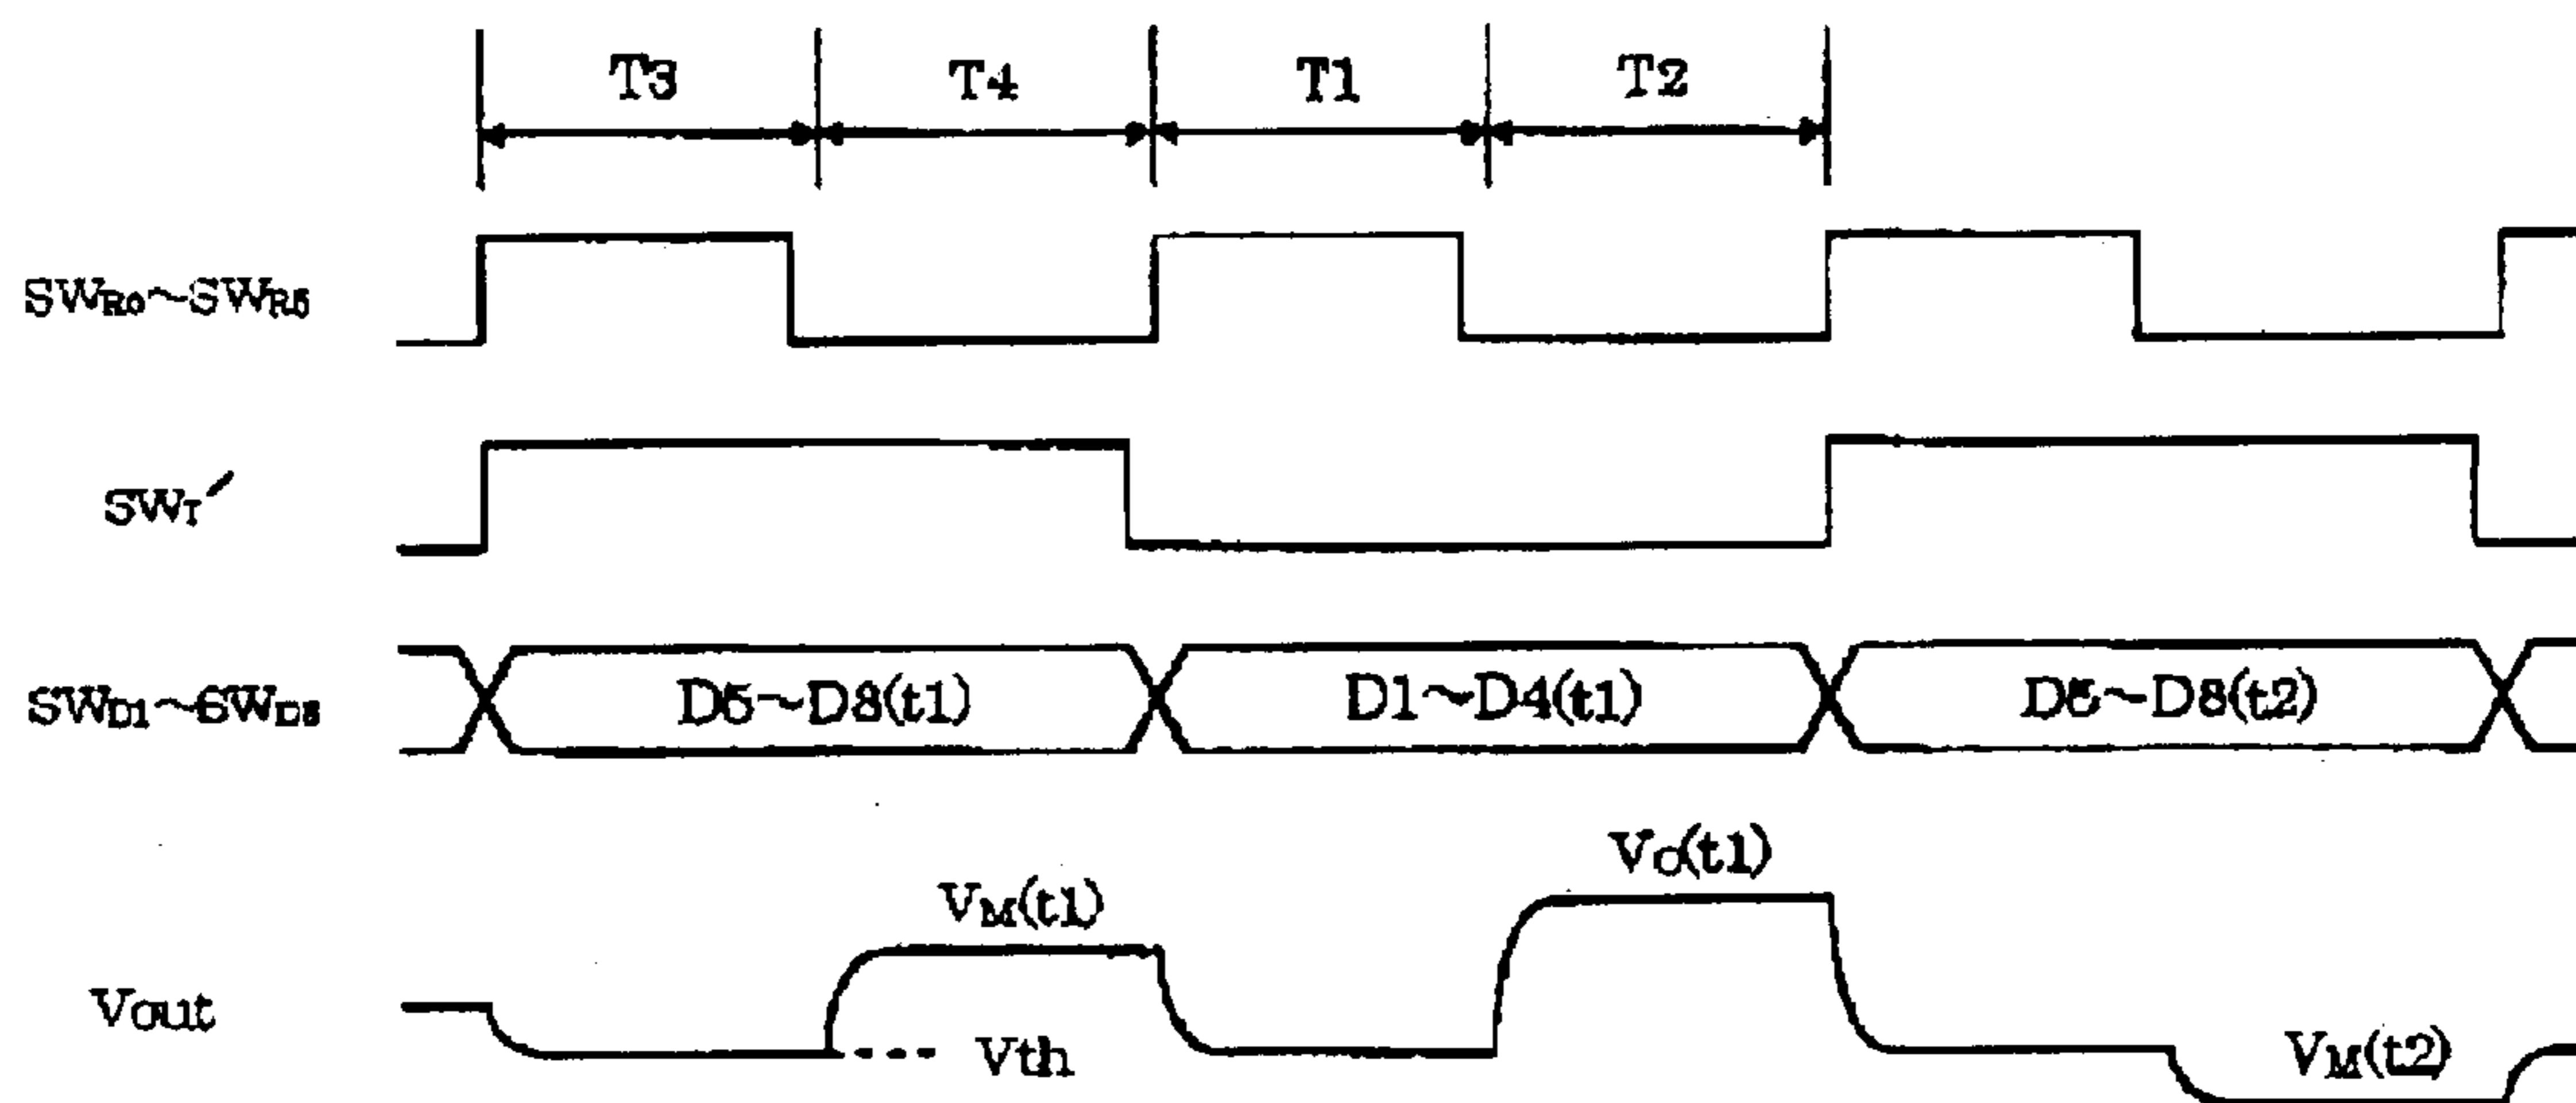 T3 T4 T1 T2
SWR0~SWR5
SWT′
SWD1~SWD8
D5~D8(t1) D1~D4(t1) D5~D8(t2)
VM(t1) VO(t1)
Vout Vth VM(t2)